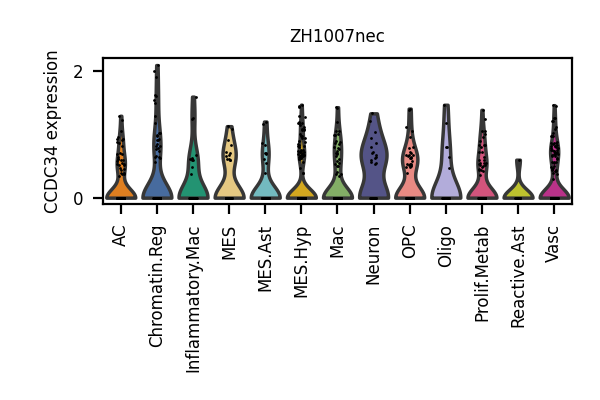 ZH1007nec
CCDC34 expression
2
0
AC
Chromatin.Reg
Inflammatory.Mac
MES
MES.Ast
MES.Hyp
Mac
Neuron
OPC
Oligo
Prolif.Metab
Reactive.Ast
Vasc